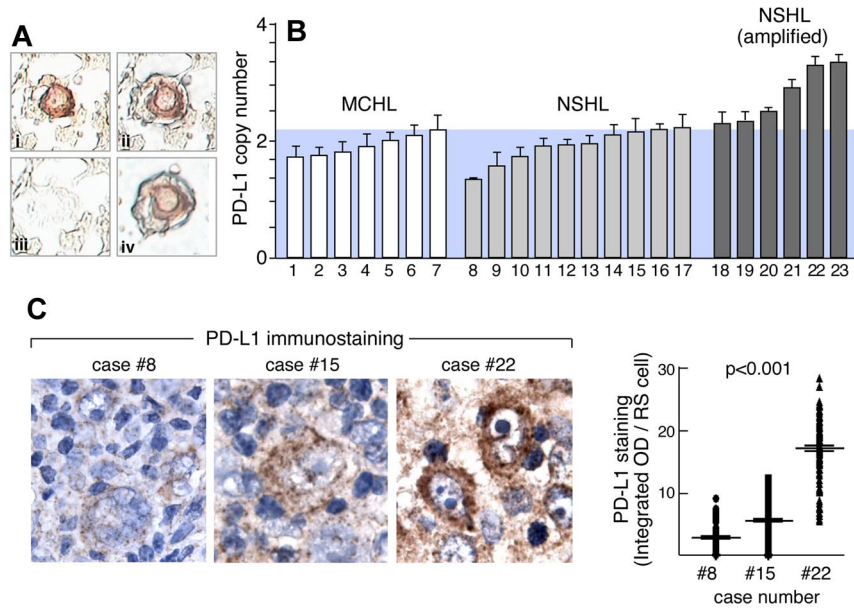 A
i
ii
iii
iv
B
PD-L1 copy number
4
2
0
MCHL
NSHL
NSHL
(amplified)
1 2 3 4 5 6 7 8 9 10 11 12 13 14 15 16 17 18 19 20 21 22 23
C
PD-L1 immunostaining
case #8 case #15 case #22
PD-L1 staining
(Integrated OD / RS cell)
30
20
10
p<0.001
#8 #15 #22
case number